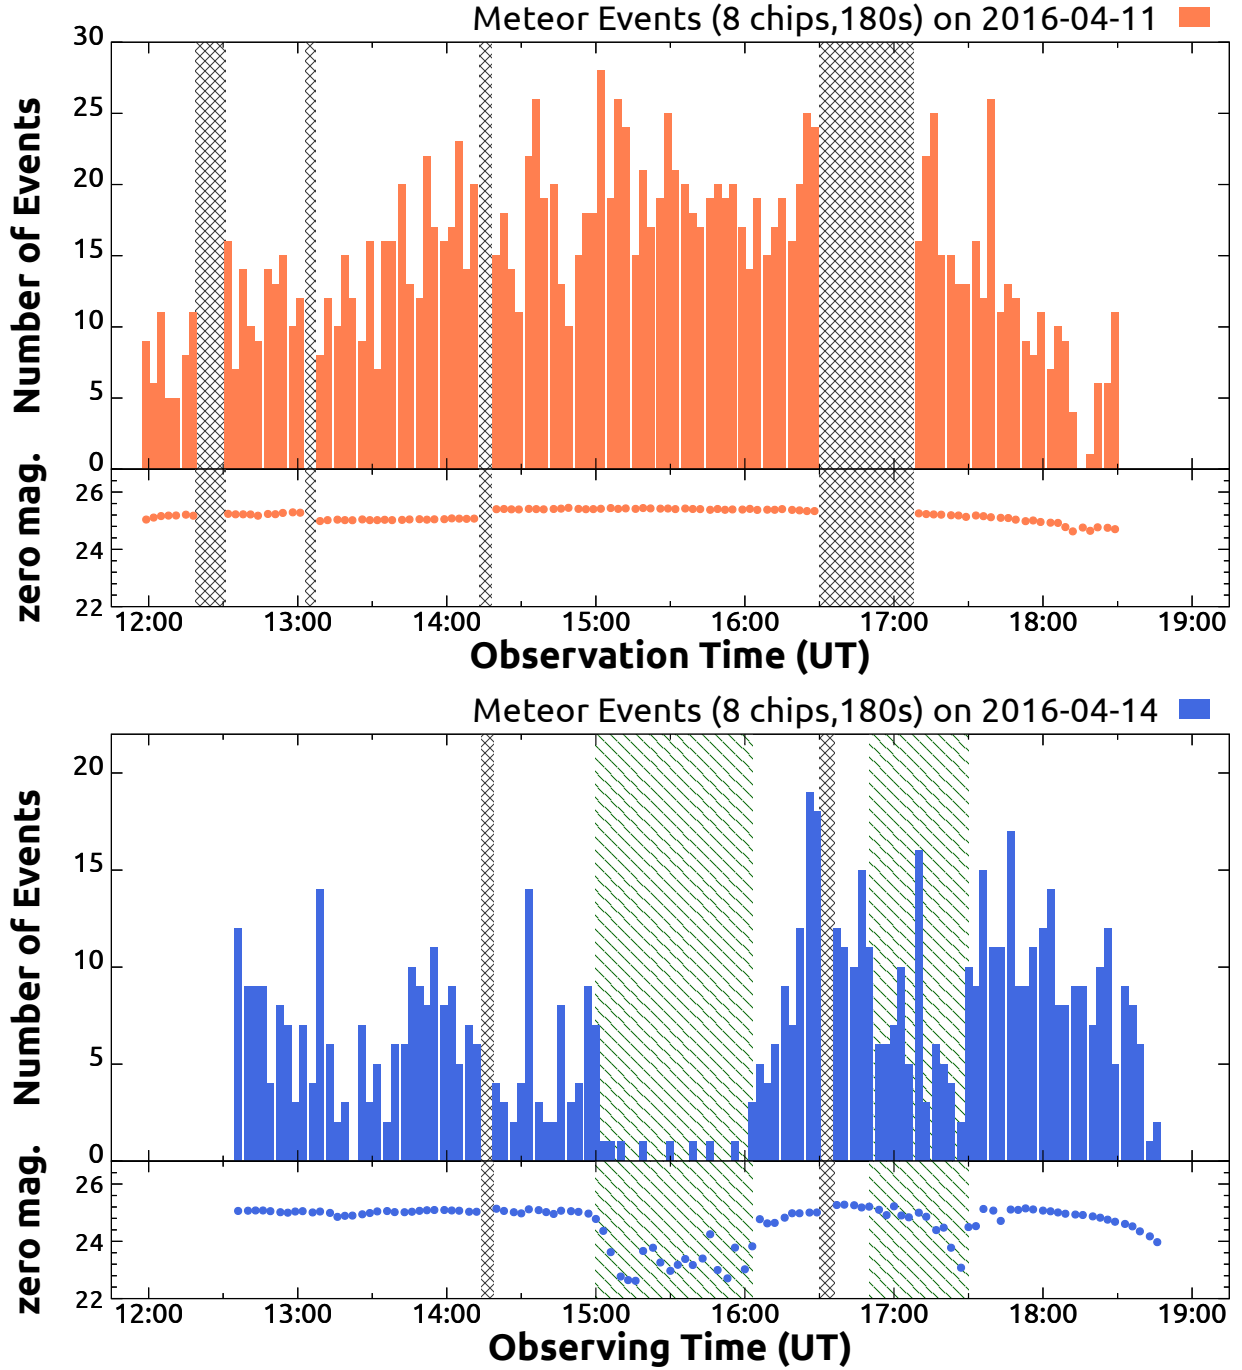 Meteor Events (8 chips,180s) on 2016-04-11
30
25
20
15
10
5
0
Number of Events
26
24
22
zero mag.
12:00 13:00 14:00 15:00 16:00 17:00 18:00 19:00
Observation Time (UT)
Meteor Events (8 chips,180s) on 2016-04-14
20
15
10
5
0
Number of Events
26
24
22
zero mag.
12:00 13:00 14:00 15:00 16:00 17:00 18:00 19:00
Observing Time (UT)